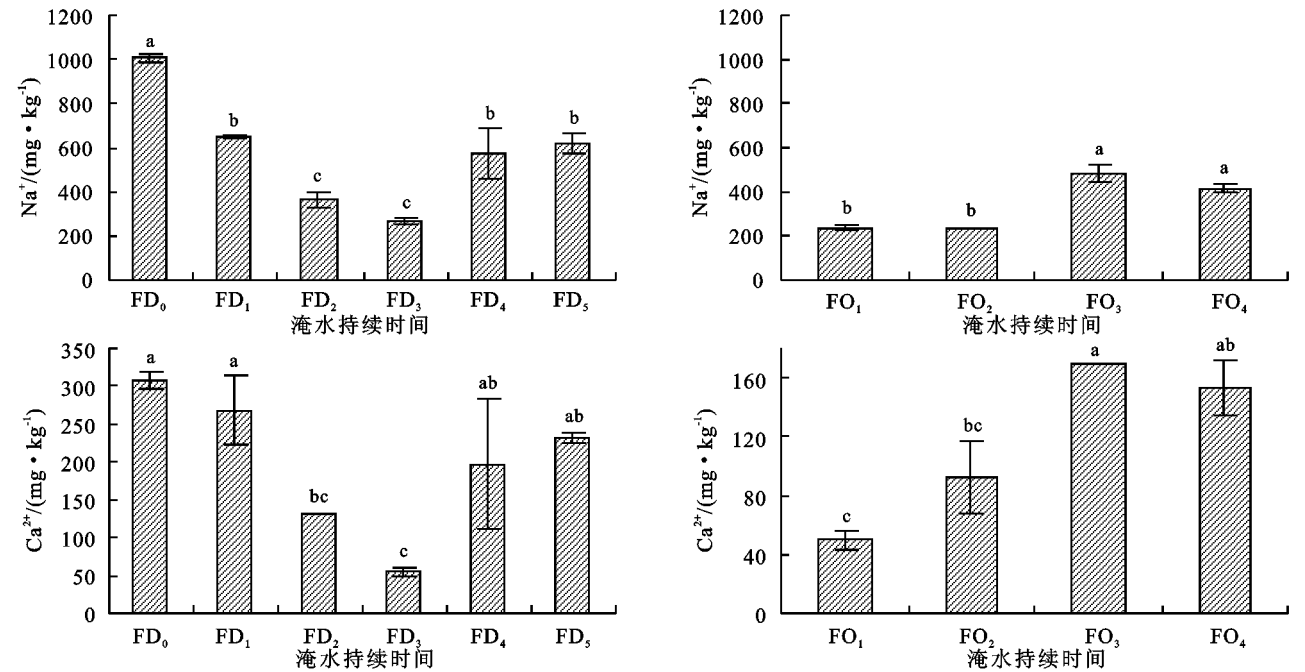 1200
1000
800
600
400
200
0
Na⁺/(mg•kg⁻¹)
a
b
c
c
b
b
FD₀ FD₁ FD₂ FD₃ FD₄ FD₅
淹水持续时间
1200
1000
800
600
400
200
0
Na⁺/(mg•kg⁻¹)
b
b
a
a
FO₁ FO₂ FO₃ FO₄
淹水持续时间
350
300
250
200
150
100
50
0
Ca²⁺/(mg•kg⁻¹)
a
a
bc
c
ab
ab
FD₀ FD₁ FD₂ FD₃ FD₄ FD₅
淹水持续时间
160
120
80
40
0
Ca²⁺/(mg•kg⁻¹)
c
bc
a
ab
FO₁ FO₂ FO₃ FO₄
淹水持续时间